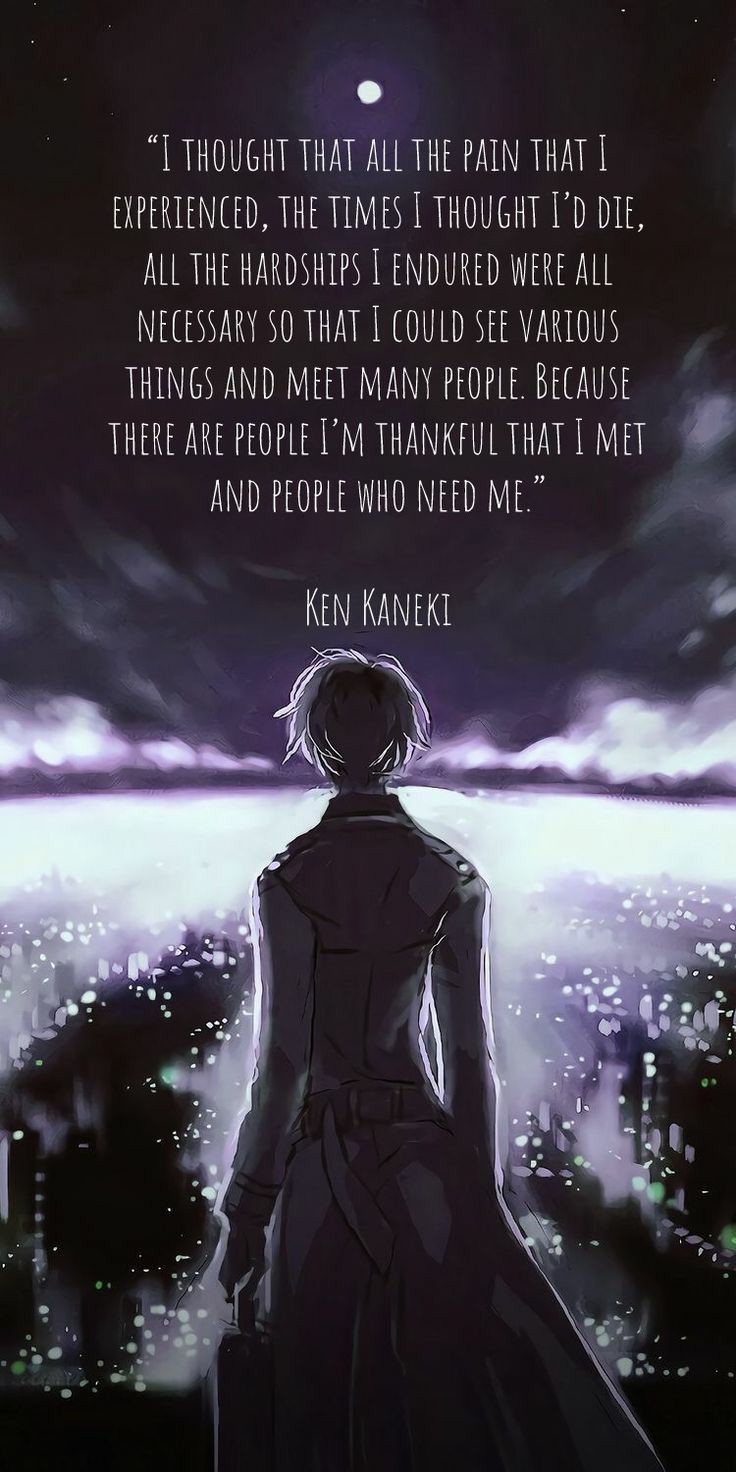 “I thought that all the pain that I
experienced, the times I thought I’d die,
all the hardships I endured were all
necessary so that I could see various
things and meet many people. Because
there are people I’m thankful that I met
and people who need me.”
Ken Kaneki